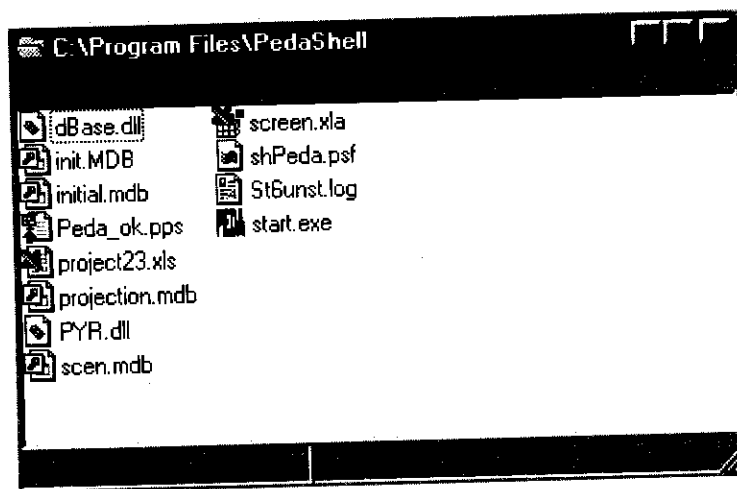 C:\Program Files\PedaShell
dBase.dll
init.MDB
initial.mdb
Peda_ok.pps
project23.xls
projection.mdb
PYR.dll
scen.mdb
screen.xla
shPeda.psf
St6unst.log
start.exe